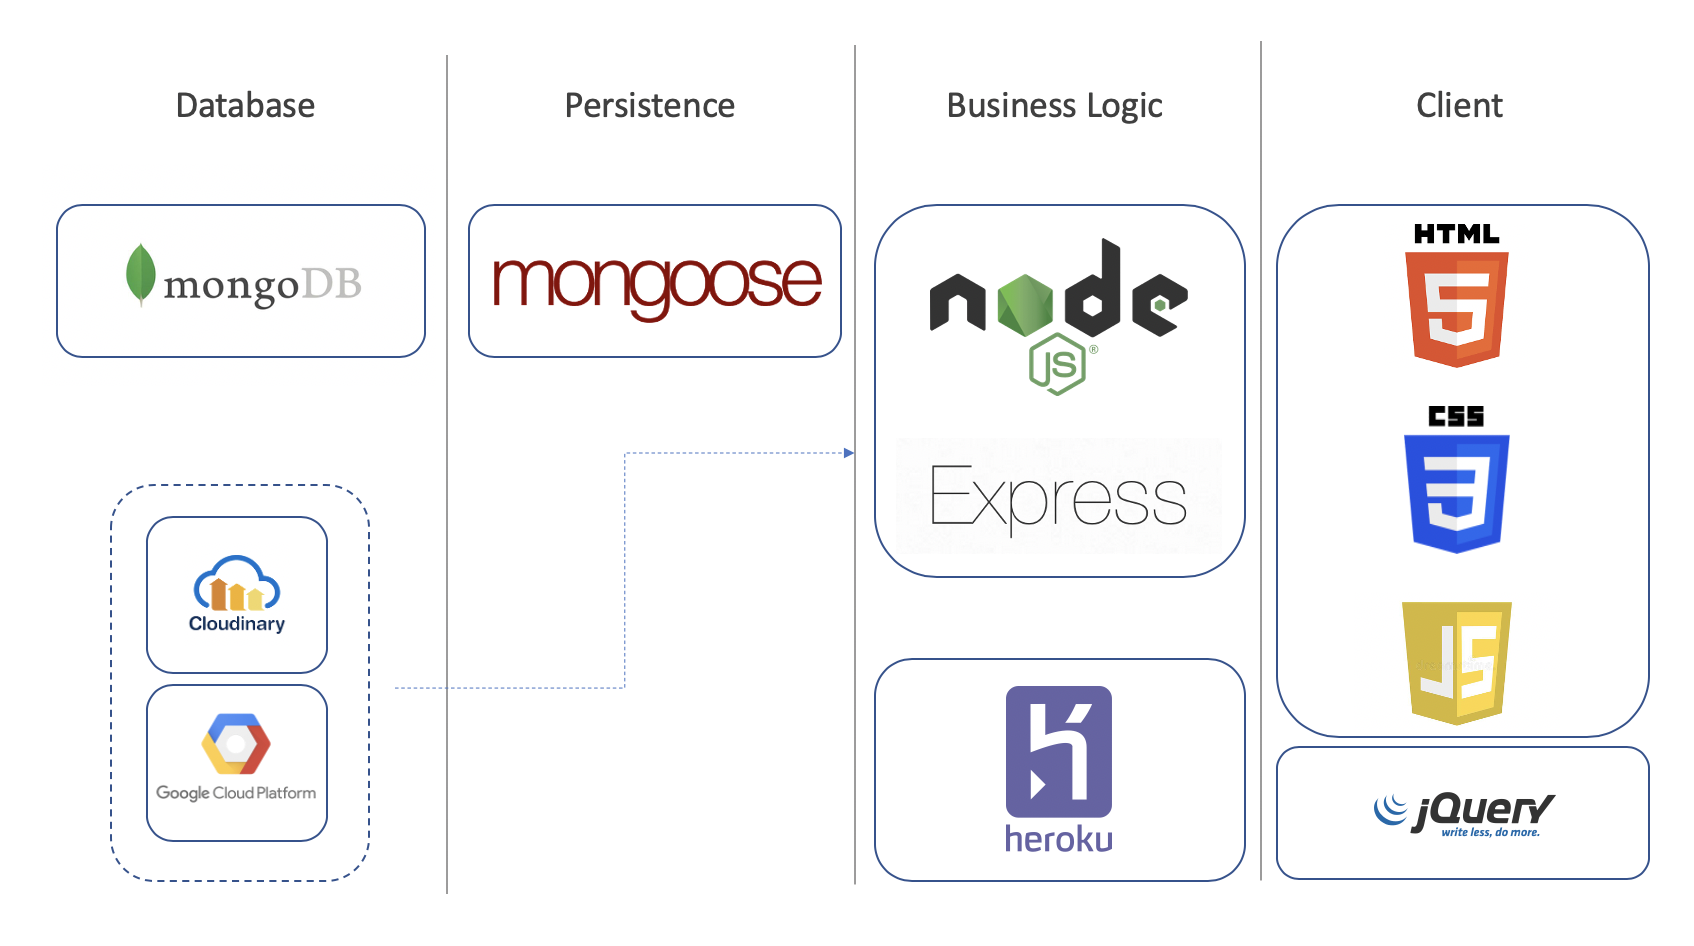 Database
Persistence
Business Logic
Client
mongoDB
mongoose
node
JS®
Express
HTML
5
CSS
3
JS
Cloudinary
Google Cloud Platform
heroku
jQuery
write less, do more.